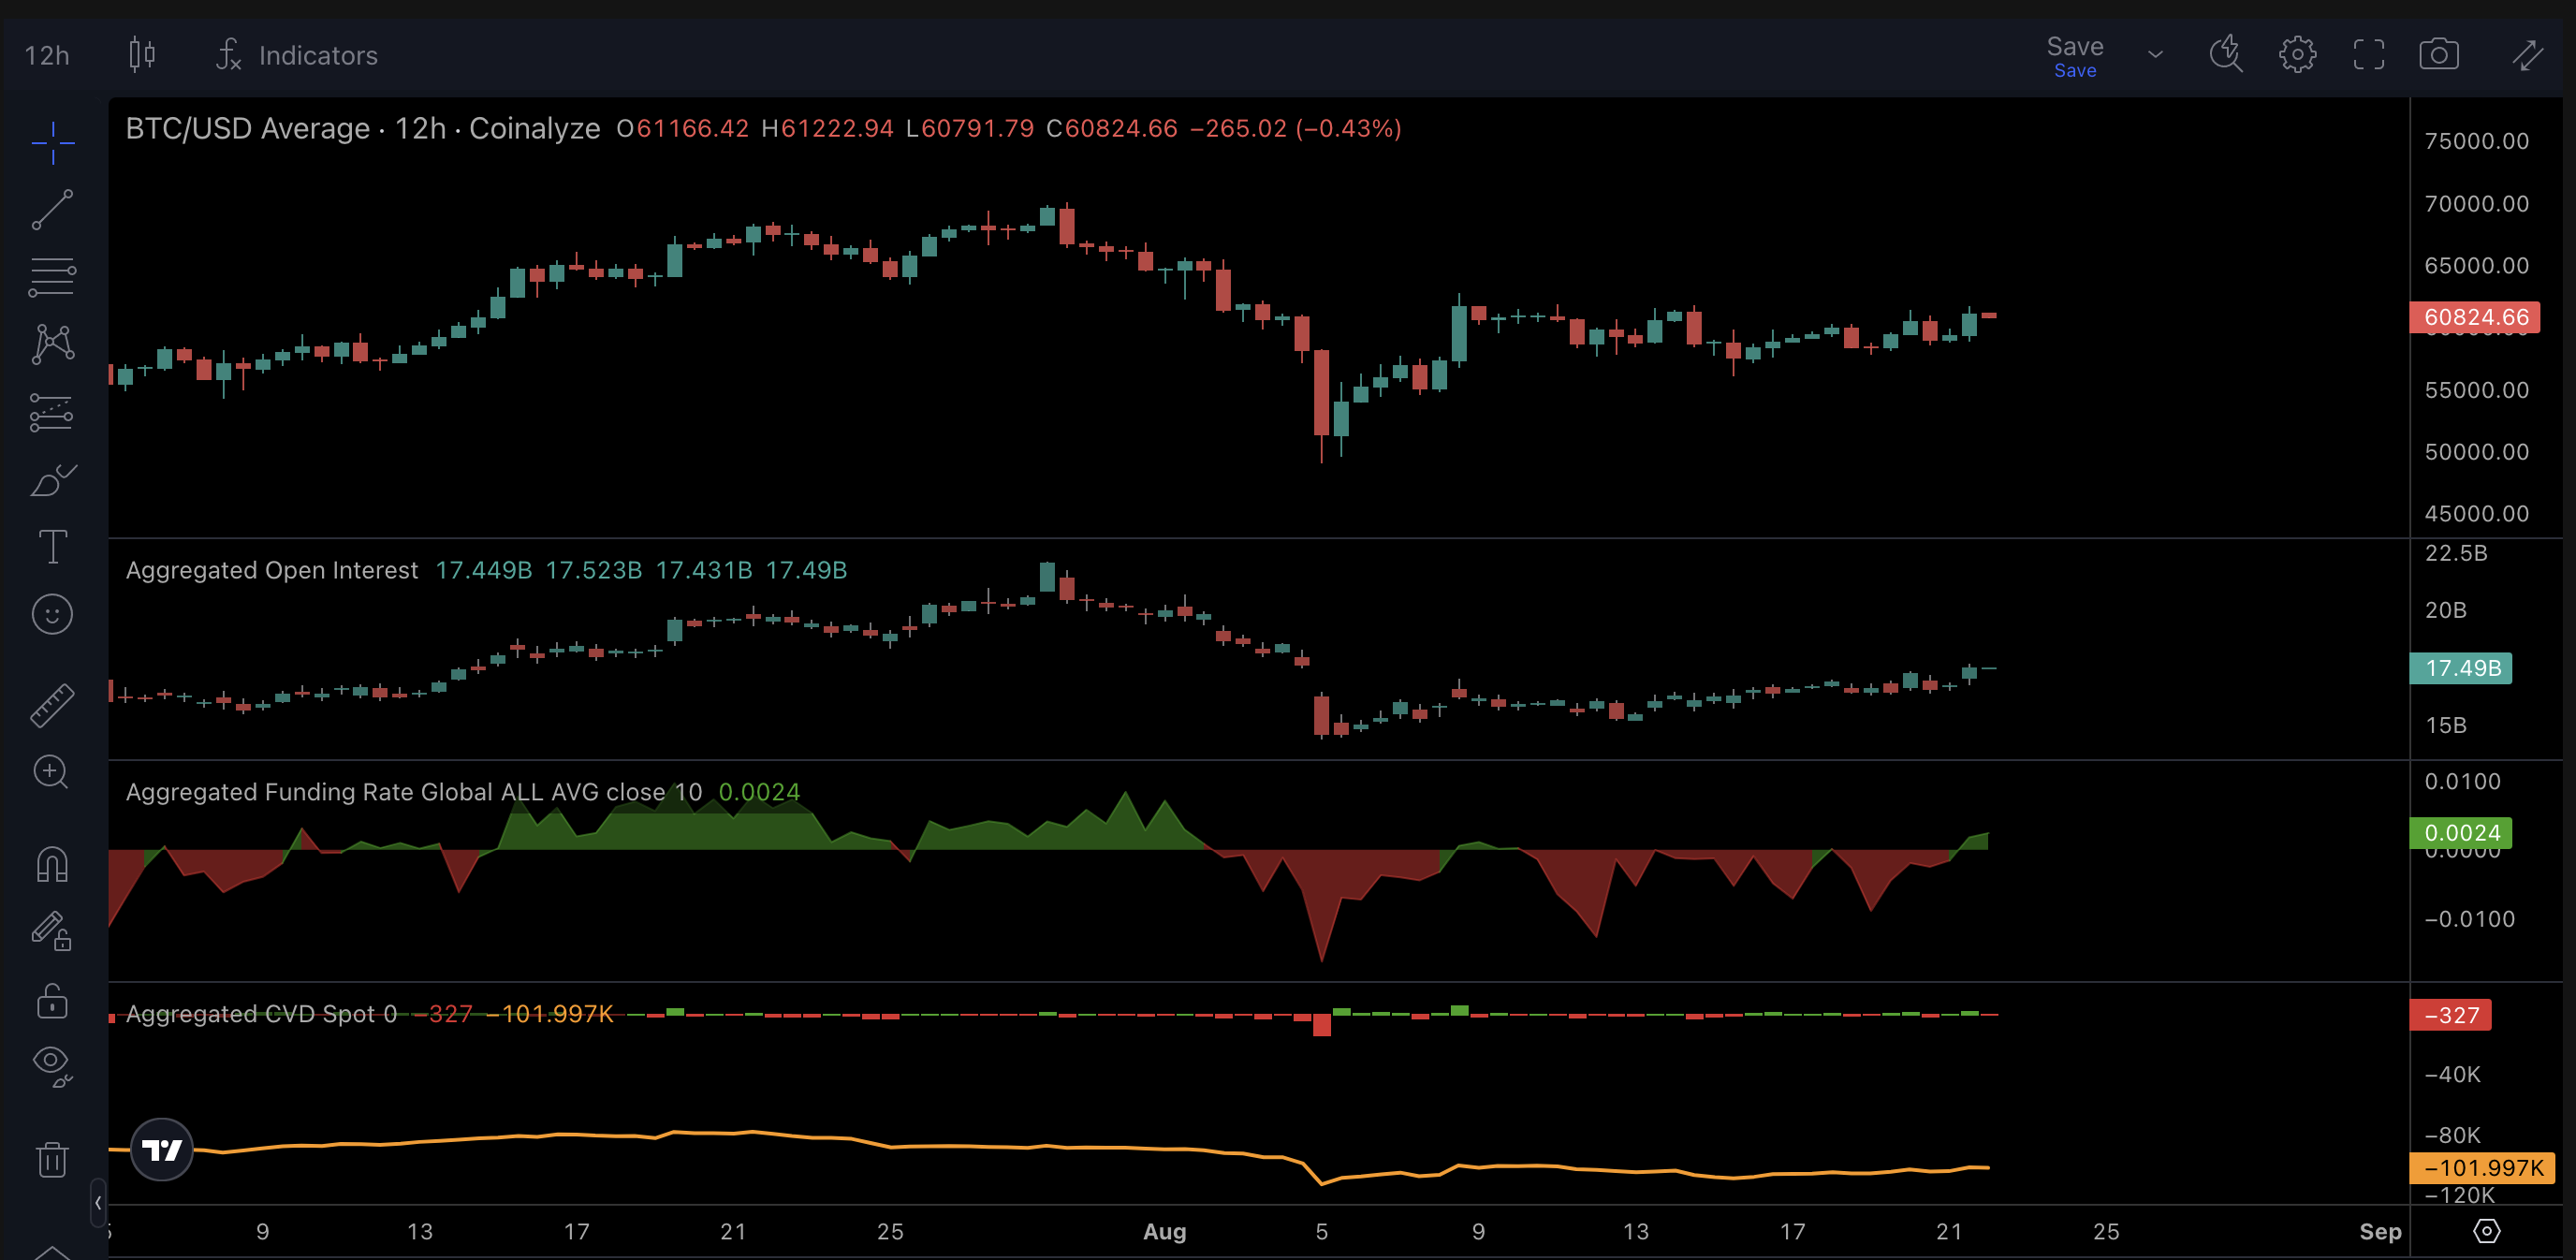 12h Indicators Save
Save
BTC/USD Average · 12h · Coinalyze O61166.42 H61222.94 L60791.79 C60824.66 −265.02 (−0.43%)
75000.00
70000.00
65000.00
60824.66
55000.00
50000.00
45000.00
Aggregated Open Interest 17.449B 17.523B 17.431B 17.49B
22.5B
20B
17.49B
15B
Aggregated Funding Rate Global ALL AVG close 10 0.0024
0.0100
0.0024
0.0000
−0.0100
Aggregated CVD Spot 0 −327 −101.997K
−327
−40K
−80K
−101.997K
−120K
9 13 17 21 25 Aug 5 9 13 17 21 25 Sep